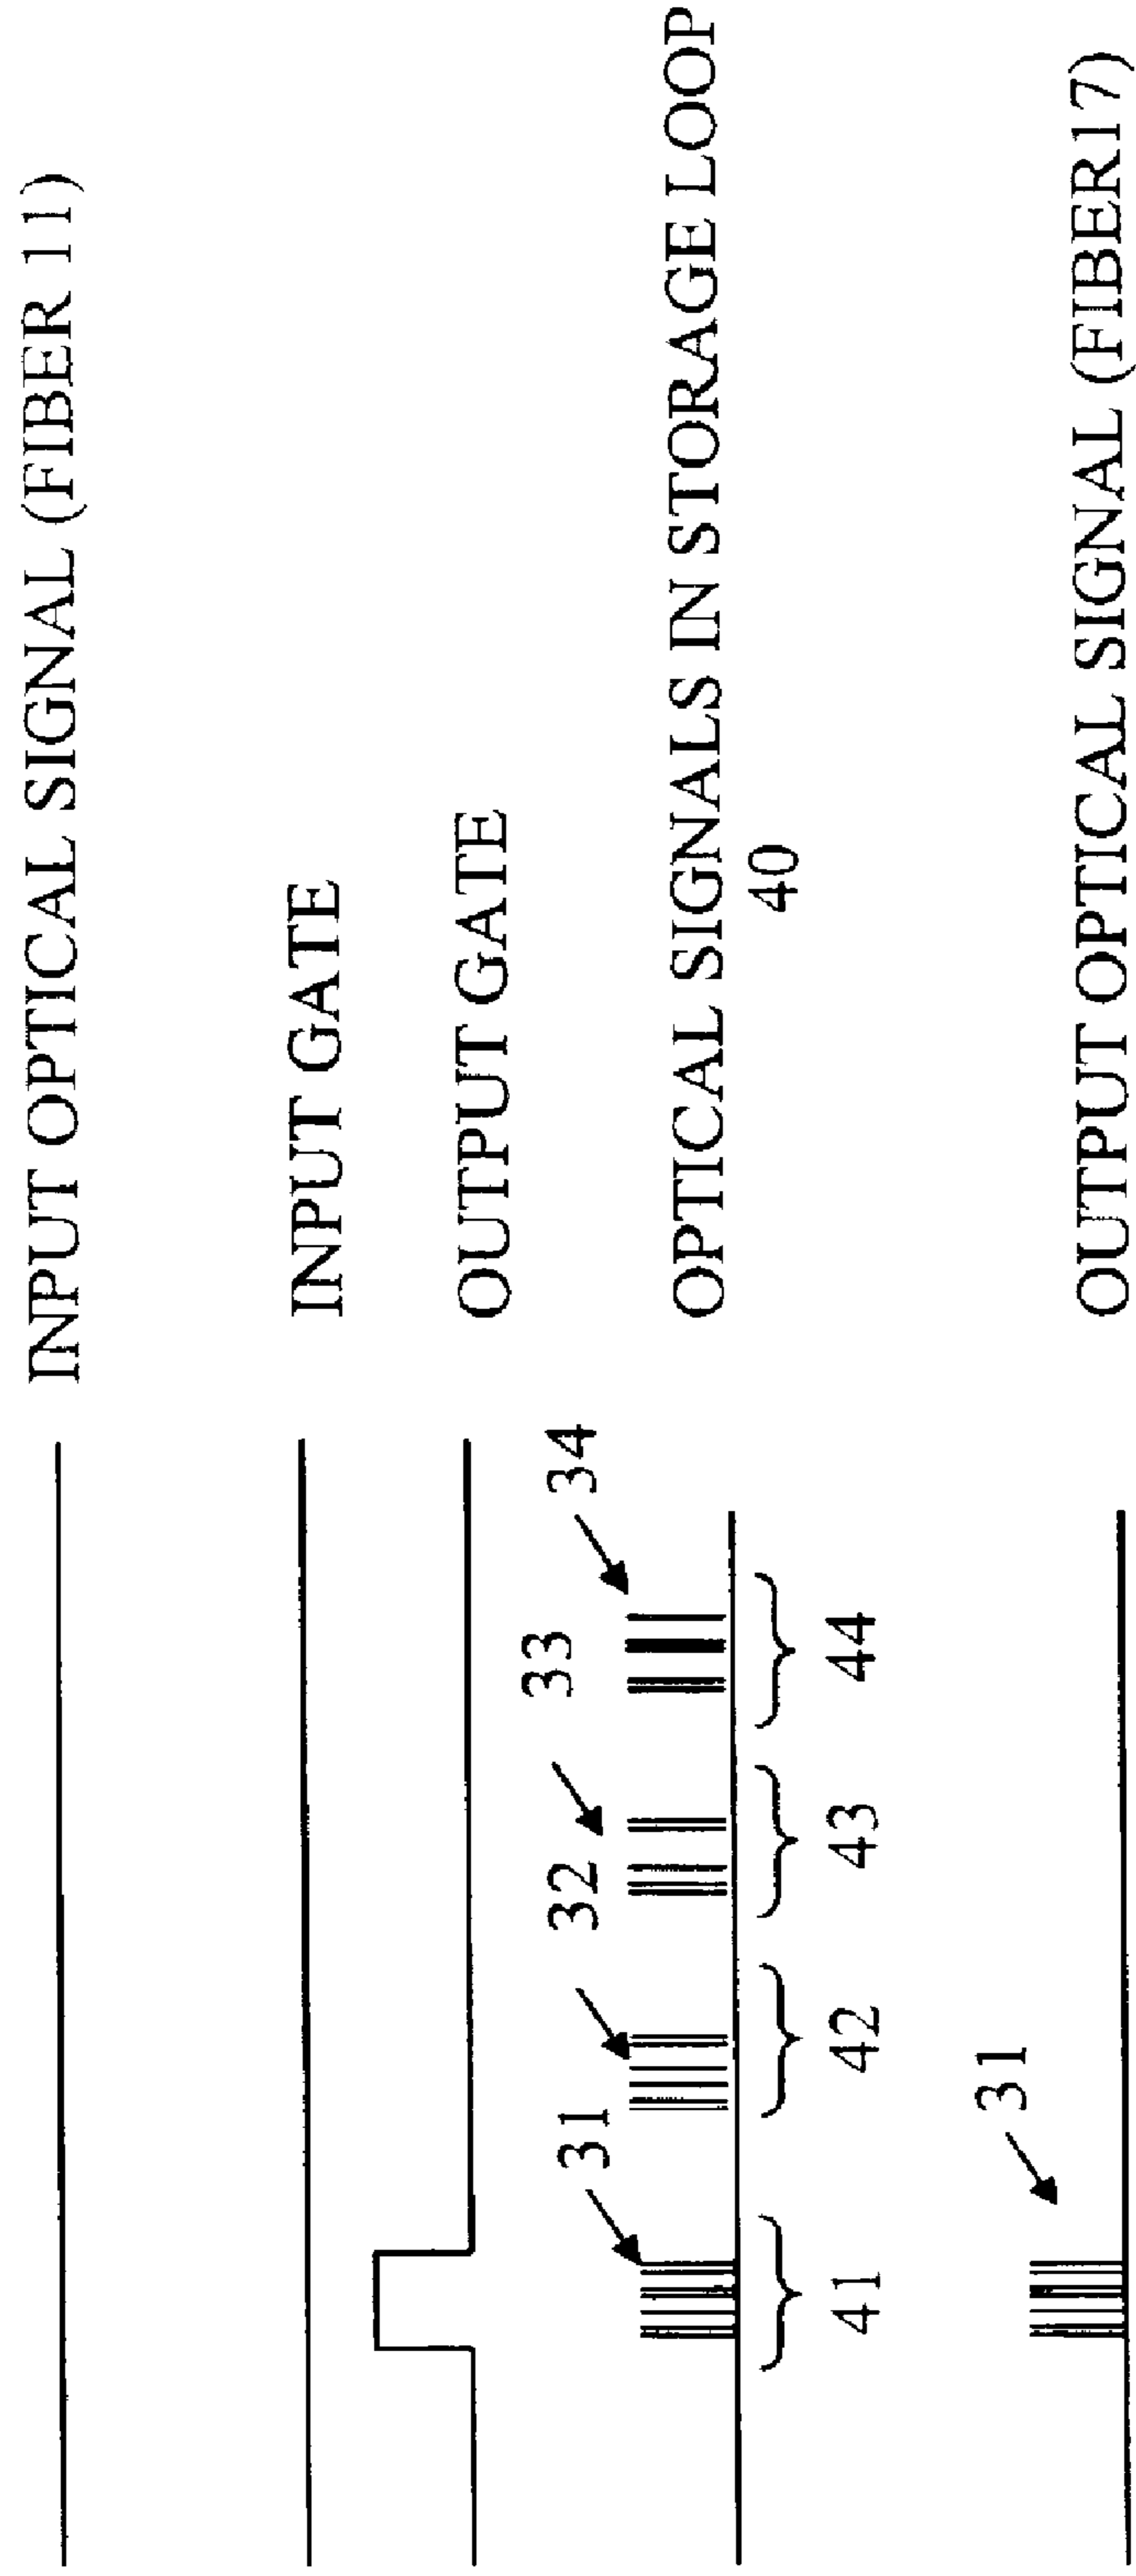 INPUT OPTICAL SIGNAL (FIBER 11)
INPUT GATE
OUTPUT GATE
31
32
33
34
OPTICAL SIGNALS IN STORAGE LOOP
40
41
42
43
44
31
OUTPUT OPTICAL SIGNAL (FIBER17)